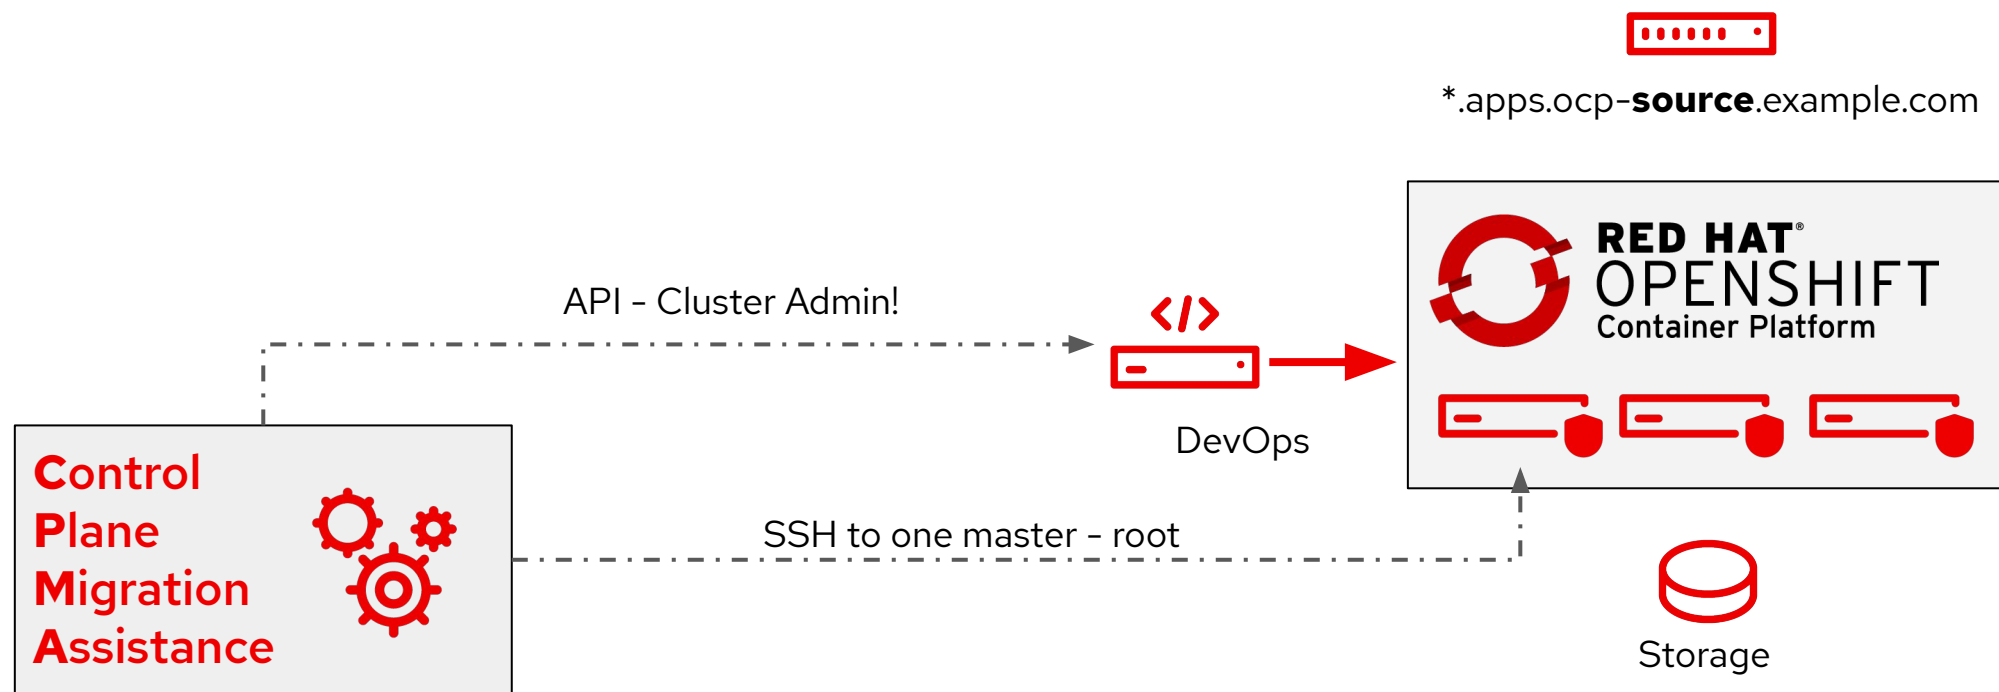 *.apps.ocp-source.example.com
RED HAT®
OPENSHIFT
Container Platform
API - Cluster Admin!
</>
DevOps
Control
Plane
Migration
Assistance
SSH to one master - root
Storage